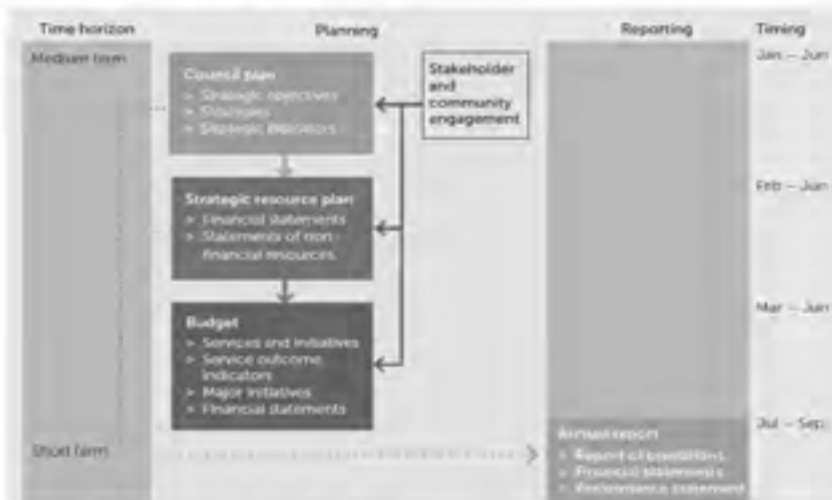 Time horizon
Planning
Reporting
Timing
Medium term
Council plan
> Strategic objectives
> Strategies
> Strategic indicators
Stakeholder
and
community
engagement
Jan – Jun
Strategic resource plan
> Financial statements
> Statements of non-
financial resources
Feb – Jun
Budget
> Services and initiatives
> Service outcome
indicators
> Major initiatives
> Financial statements
Mar – Jun
Short term
Annual report
> Report of operations
> Financial statements
> Performance statement
Jul – Sep